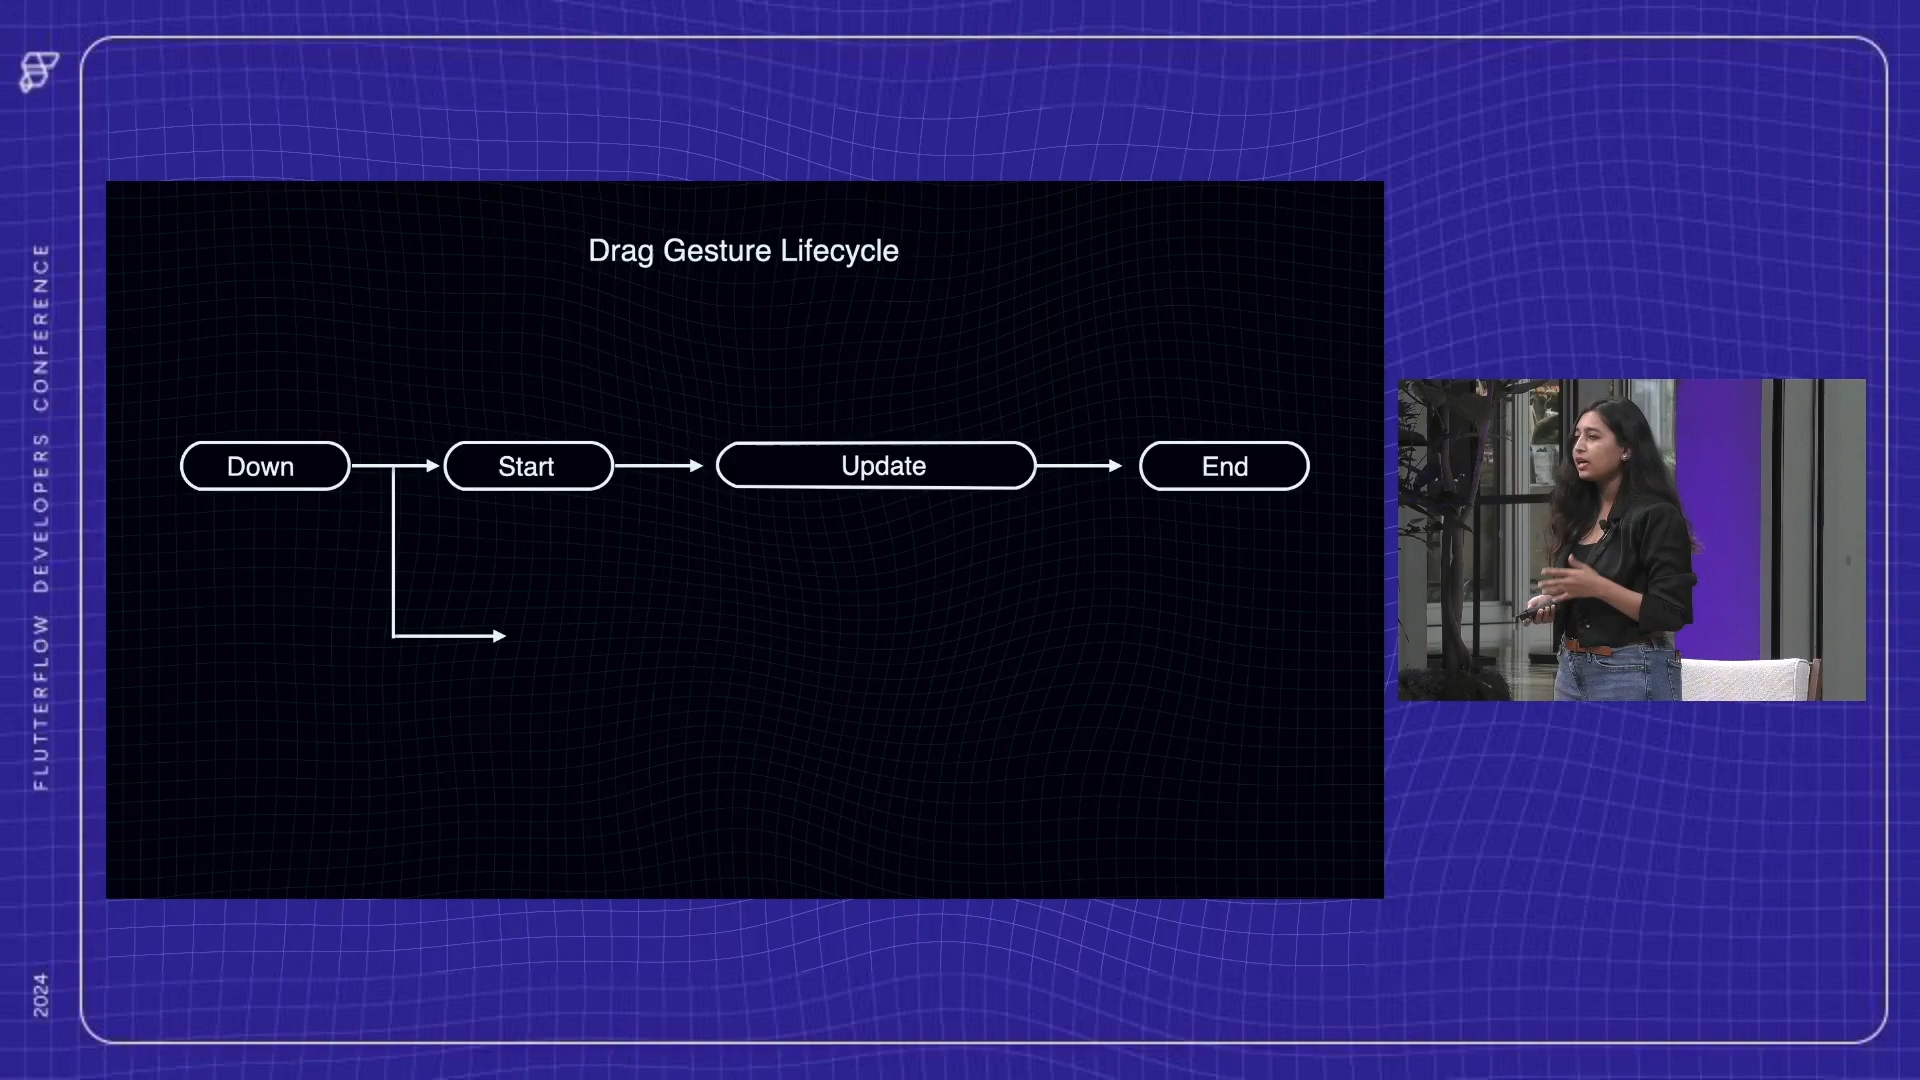 Drag Gesture Lifecycle
Down
Start
Update
End
FLUTTERFLOW DEVELOPERS CONFERENCE
2024